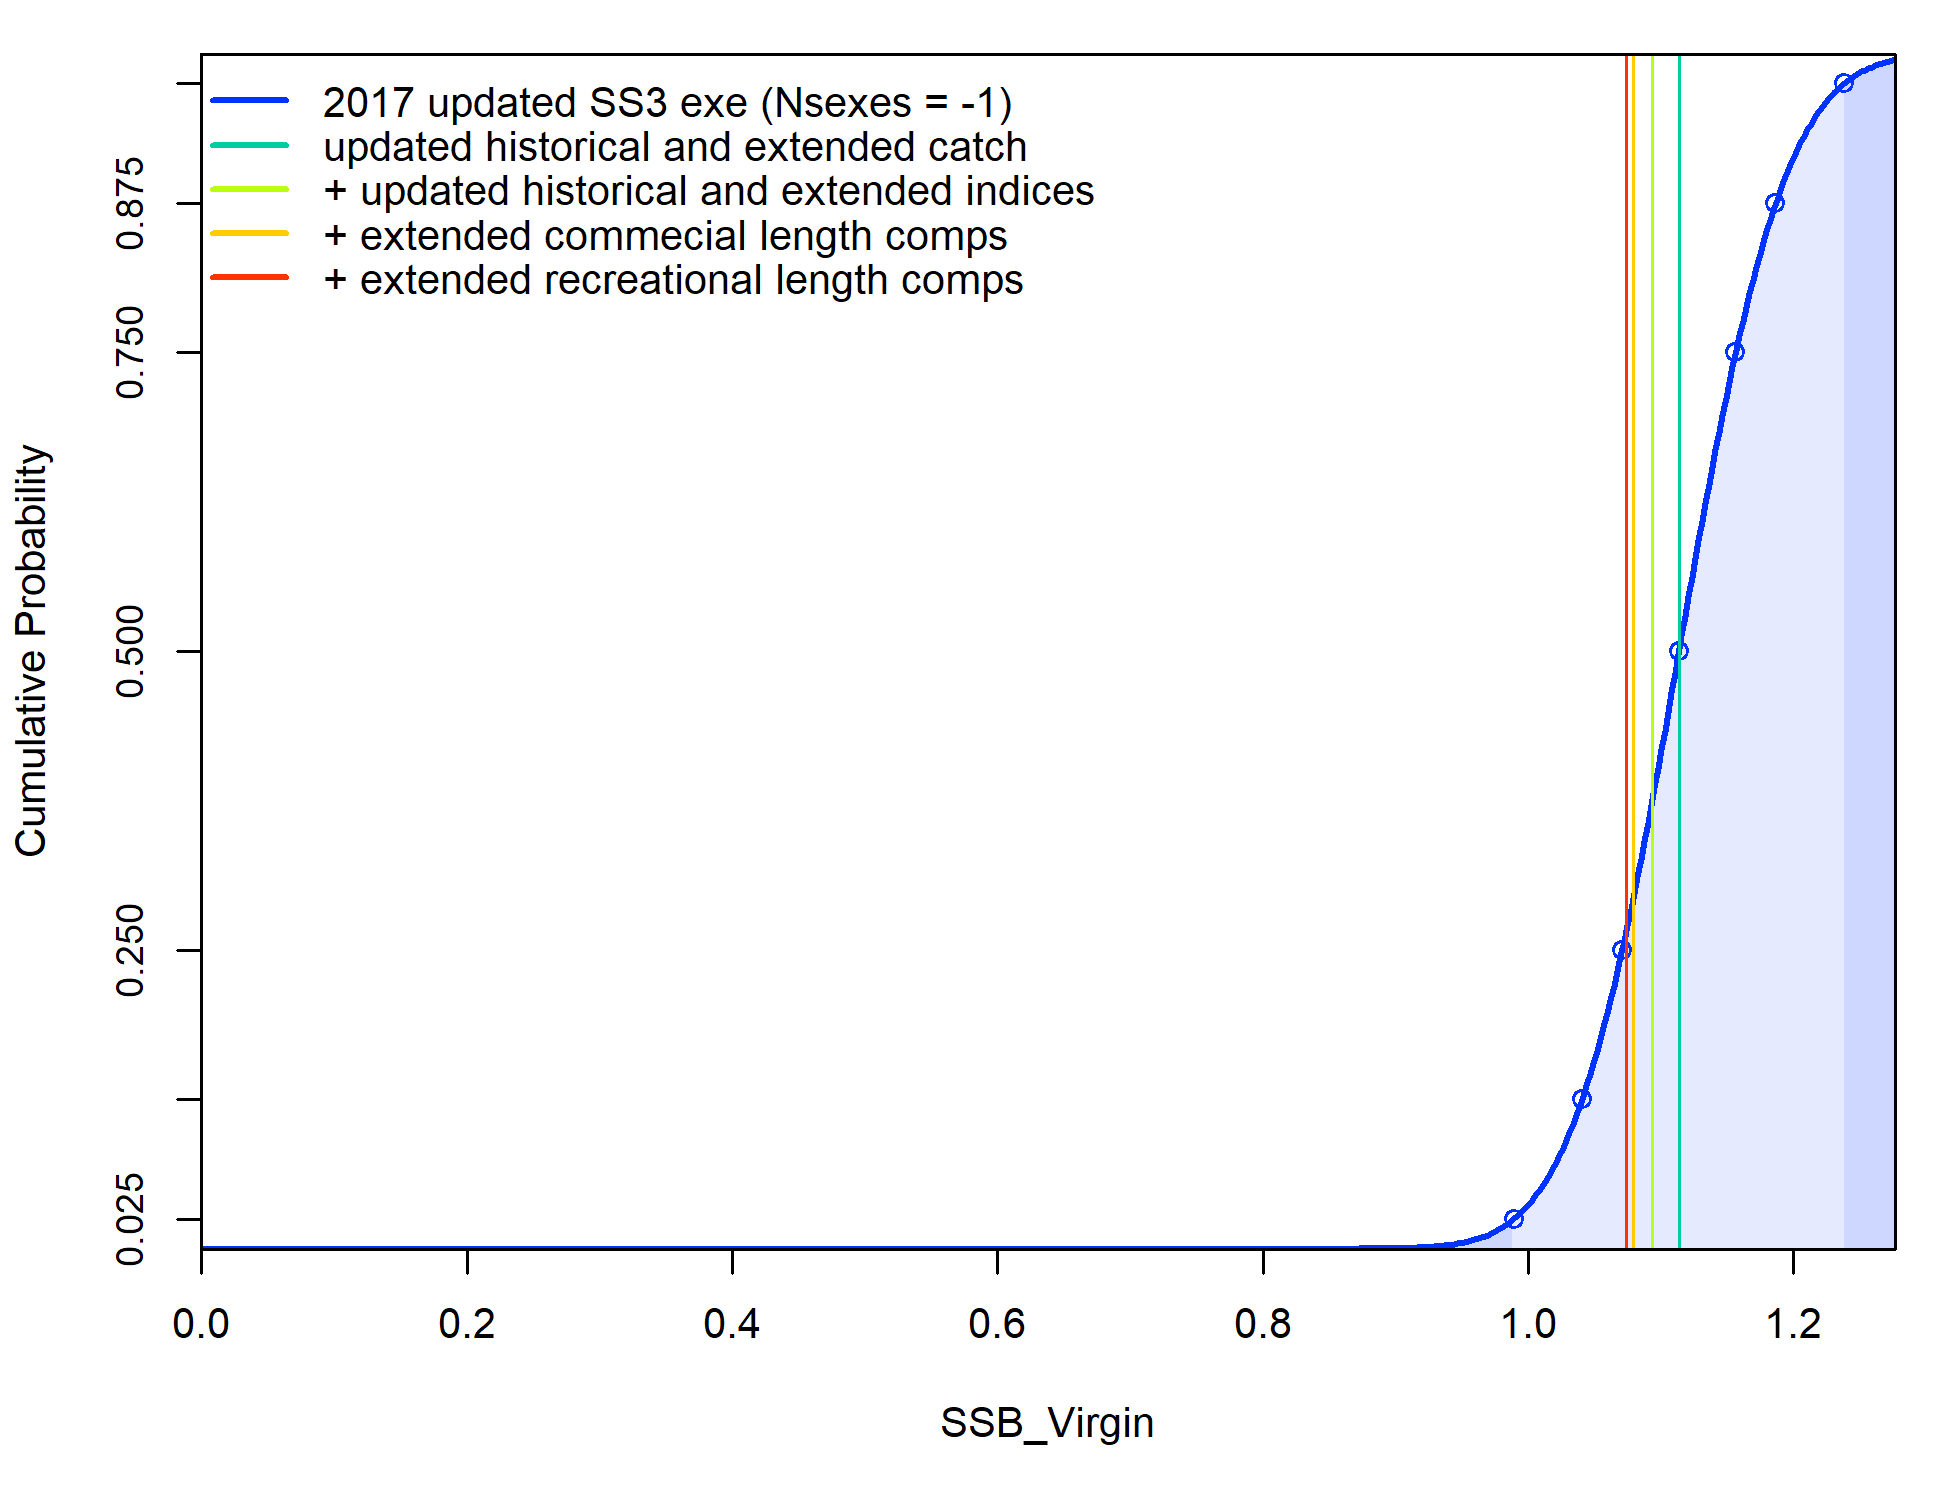 2017 updated SS3 exe (Nsexes = -1)
updated historical and extended catch
+ updated historical and extended indices
+ extended commecial length comps
+ extended recreational length comps
Cumulative Probability
0.875
0.750
0.500
0.250
0.025
0.0 0.2 0.4 0.6 0.8 1.0 1.2
SSB_Virgin